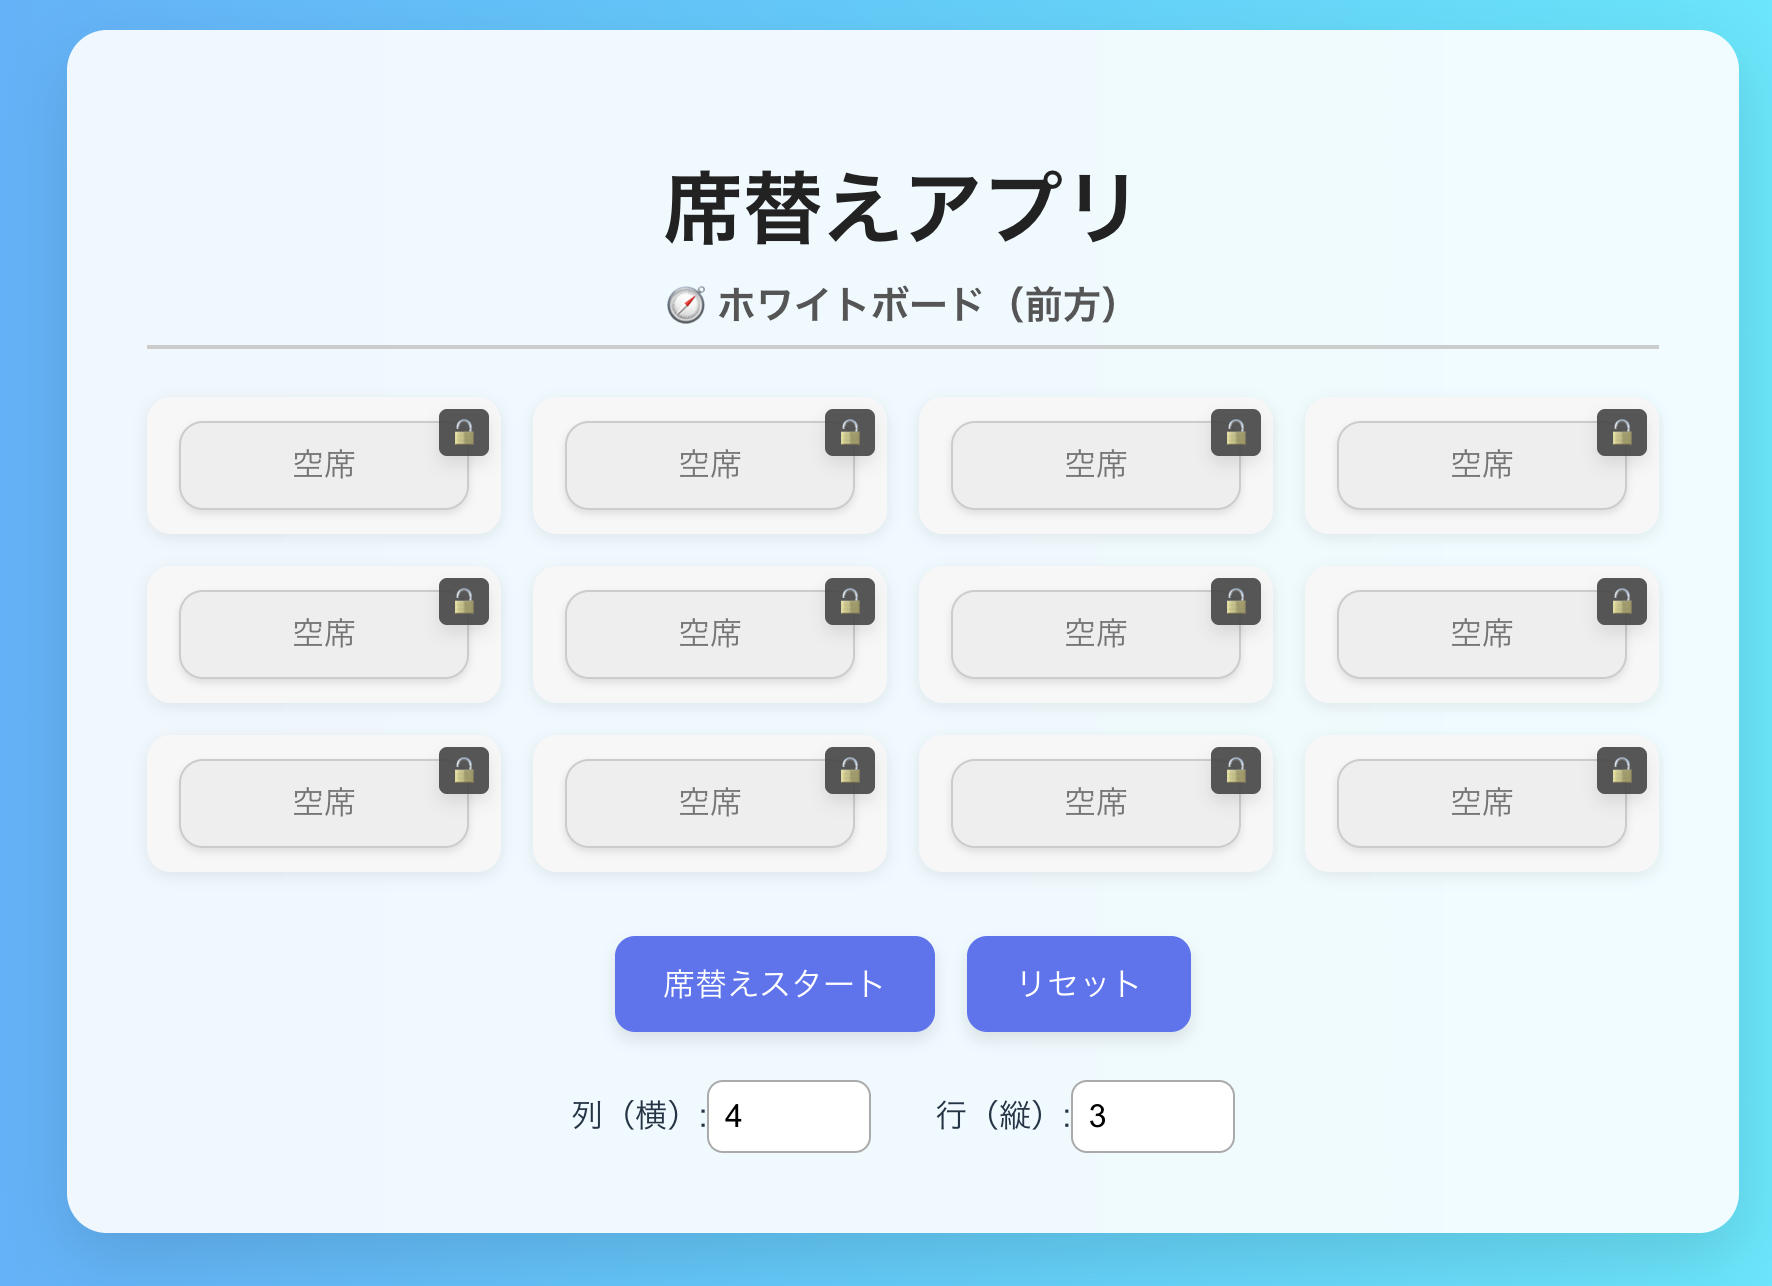 席替えアプリ
🧭 ホワイトボード（前方）
空席 空席 空席 空席
空席 空席 空席 空席
空席 空席 空席 空席
席替えスタート リセット
列（横）: 4 行（縦）: 3